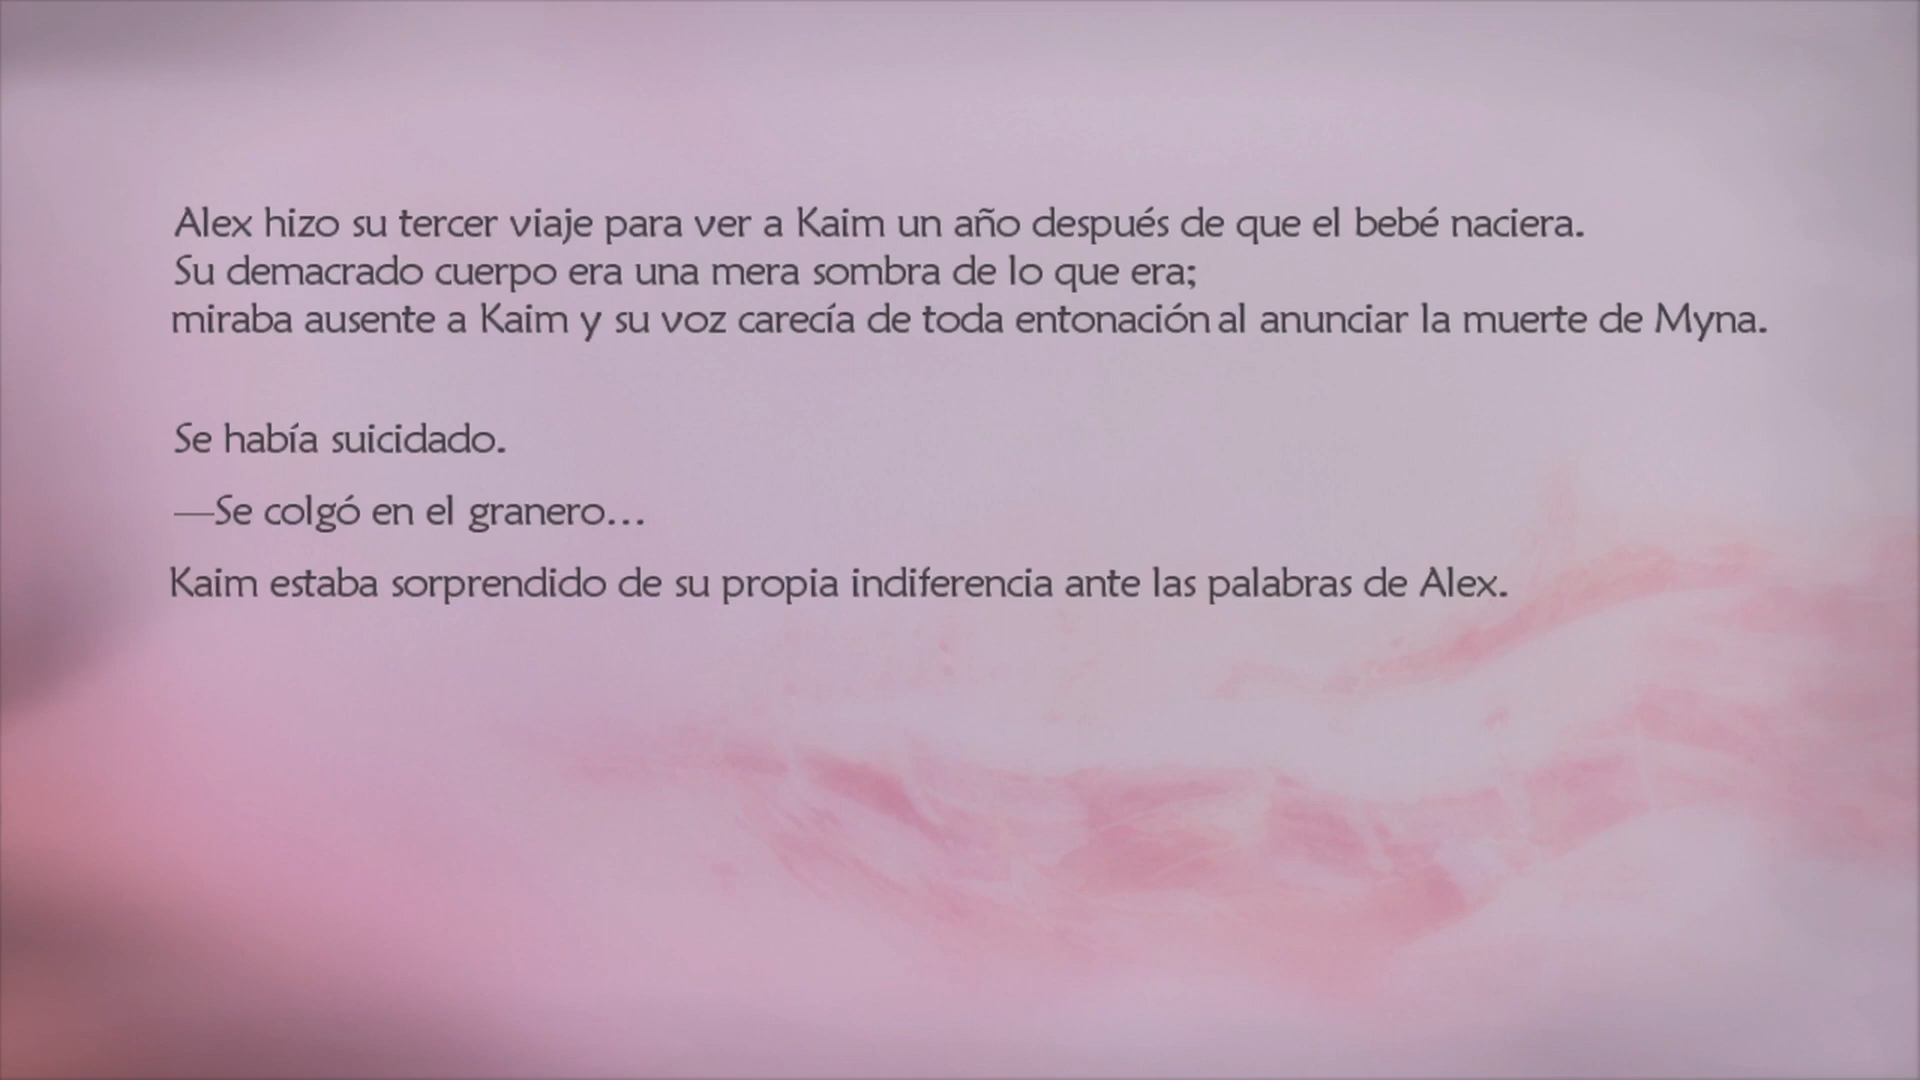 Alex hizo su tercer viaje para ver a Kaim un año después de que el bebé naciera.
Su demacrado cuerpo era una mera sombra de lo que era;
miraba ausente a Kaim y su voz carecía de toda entonación al anunciar la muerte de Myna.
Se había suicidado.
—Se colgó en el granero...
Kaim estaba sorprendido de su propia indiferencia ante las palabras de Alex.